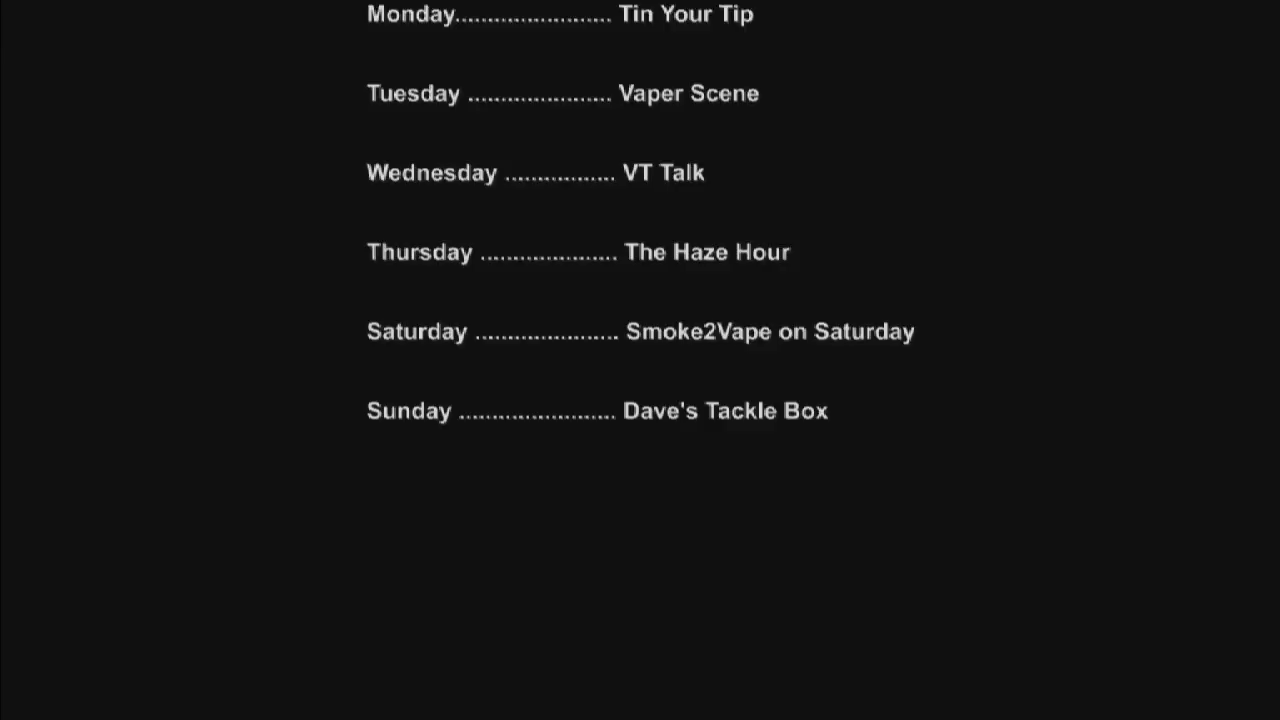 Monday........................ Tin Your Tip
Tuesday ...................... Vaper Scene
Wednesday ................. VT Talk
Thursday ..................... The Haze Hour
Saturday ...................... Smoke2Vape on Saturday
Sunday ........................ Dave's Tackle Box